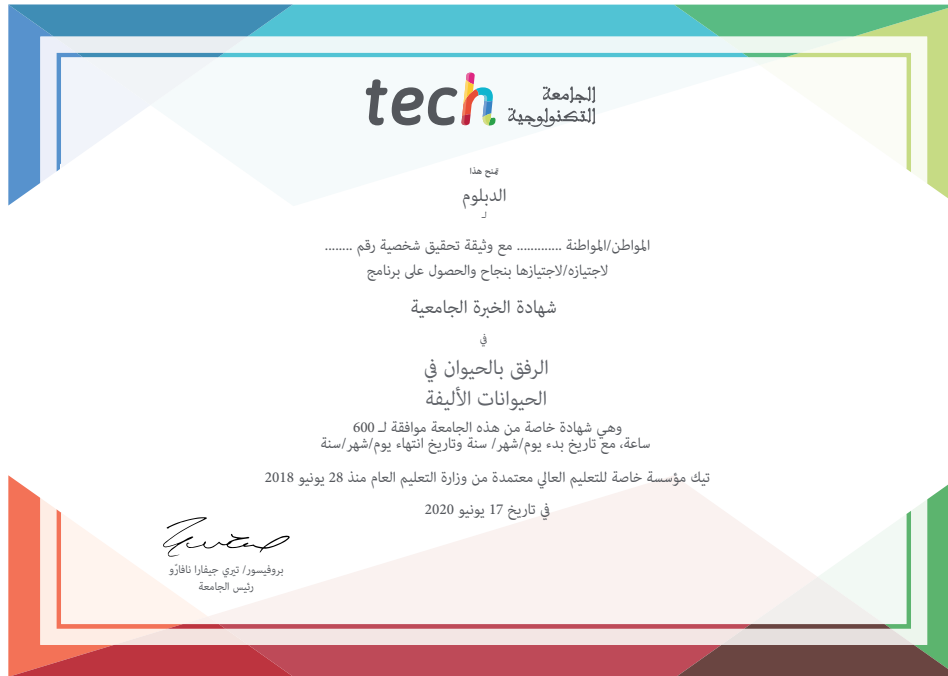 tech الجامعة
التكنولوجية
تمنح هذا
الدبلوم
لـ
المواطن/المواطنة ............. مع وثيقة تحقيق شخصية رقم ........
لاجتيازه/لاجتيازها بنجاح والحصول على برنامج
شهادة الخبرة الجامعية
في
الرفق بالحيوان في
الحيوانات الأليفة
وهي شهادة خاصة من هذه الجامعة موافقة لـ 600
ساعة، مع تاريخ بدء يوم/شهر/ سنة وتاريخ انتهاء يوم/شهر/سنة
تيك مؤسسة خاصة للتعليم العالي معتمدة من وزارة التعليم العام منذ 28 يونيو 2018
في تاريخ 17 يونيو 2020
بروفيسور/ تيري جيفارا نافارّو
رئيس الجامعة